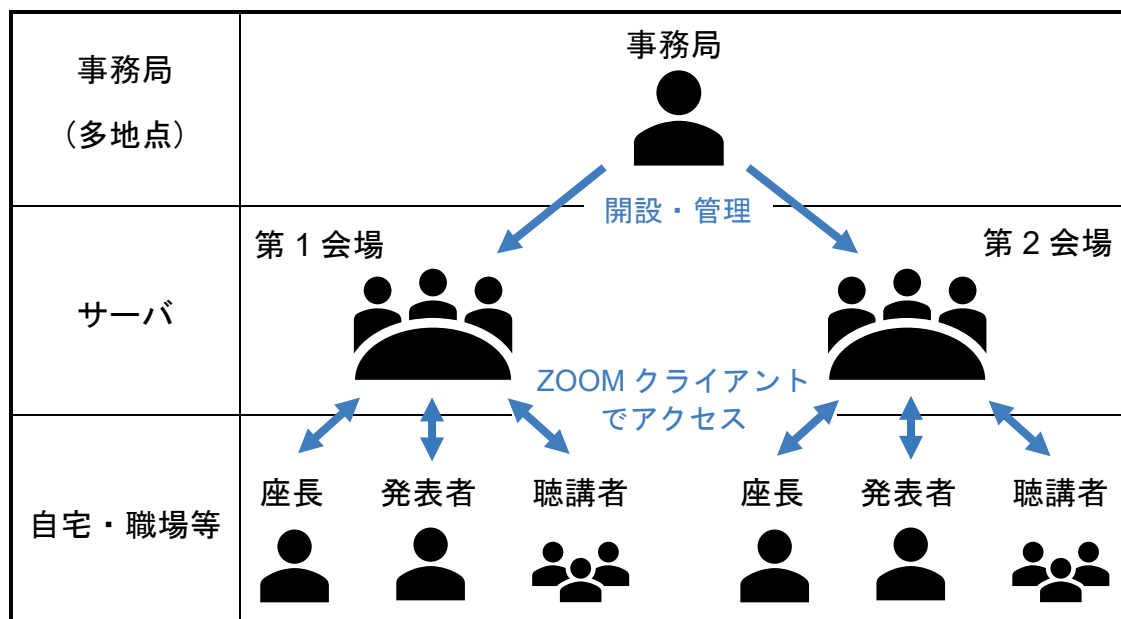 事務局
（多地点）
事務局
開設・管理
サーバ
第 1 会場
第 2 会場
ZOOM クライアント
でアクセス
自宅・職場等
座長
発表者
聴講者
座長
発表者
聴講者